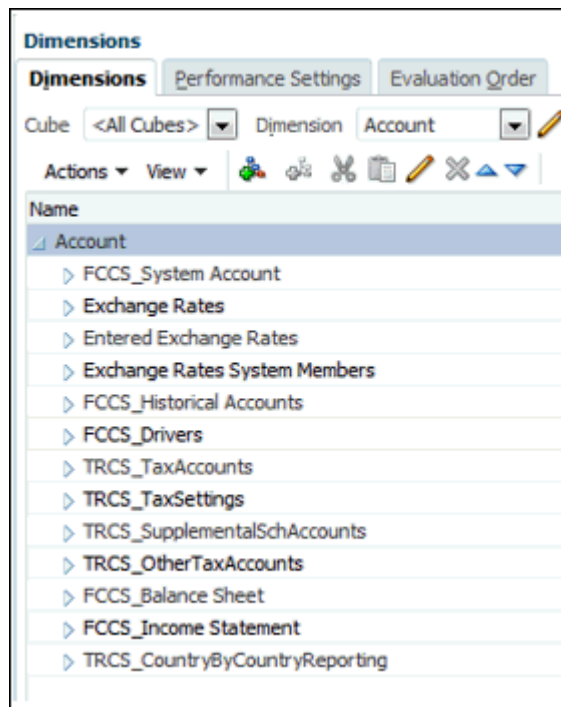 Dimensions
Dimensions Performance Settings Evaluation Order
Cube <All Cubes> Dimension Account
Actions View
Name
Account
FCCS_System Account
Exchange Rates
Entered Exchange Rates
Exchange Rates System Members
FCCS_Historical Accounts
FCCS_Drivers
TRCS_TaxAccounts
TRCS_TaxSettings
TRCS_SupplementalSchAccounts
TRCS_OtherTaxAccounts
FCCS_Balance Sheet
FCCS_Income Statement
TRCS_CountryByCountryReporting